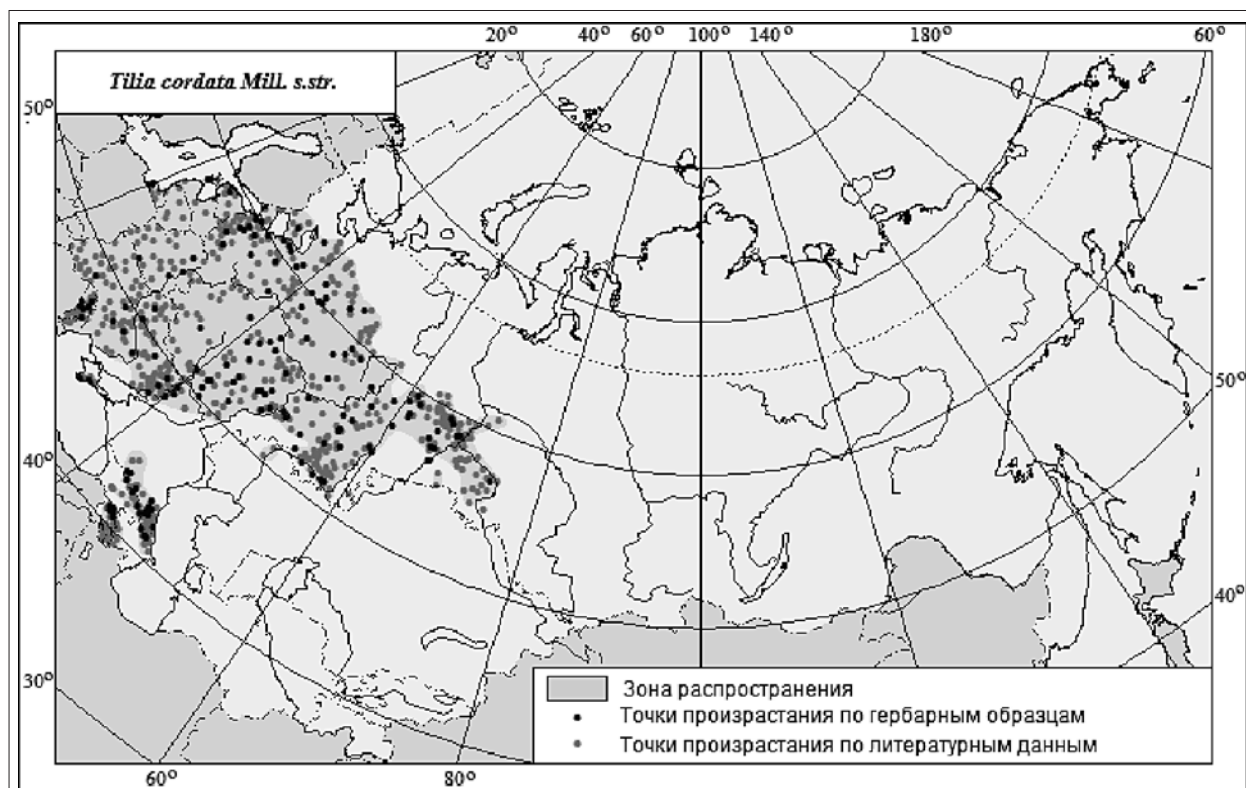 20° 40° 60° 100° 140° 180° 60°
Tilia cordata Mill. s.str.
50°
50°
40°
40°
30°
Зона распространения
Точки произрастания по гербарным образцам
Точки произрастания по литературным данным
60° 80°